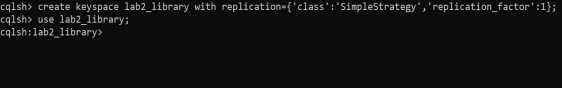 cqlsh> create keyspace lab2_library with replication={'class':'SimpleStrategy','replication_factor':1};
cqlsh> use lab2_library;
cqlsh:lab2_library>